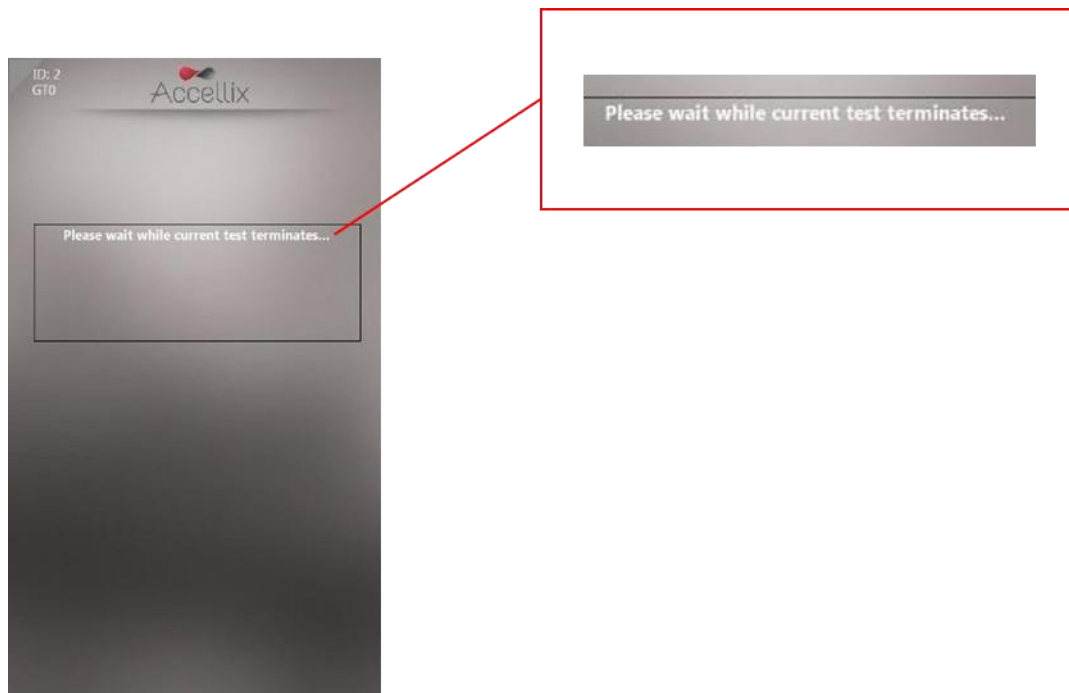 ID: 2
GT0
Accellix
Please wait while current test terminates...
Please wait while current test terminates...